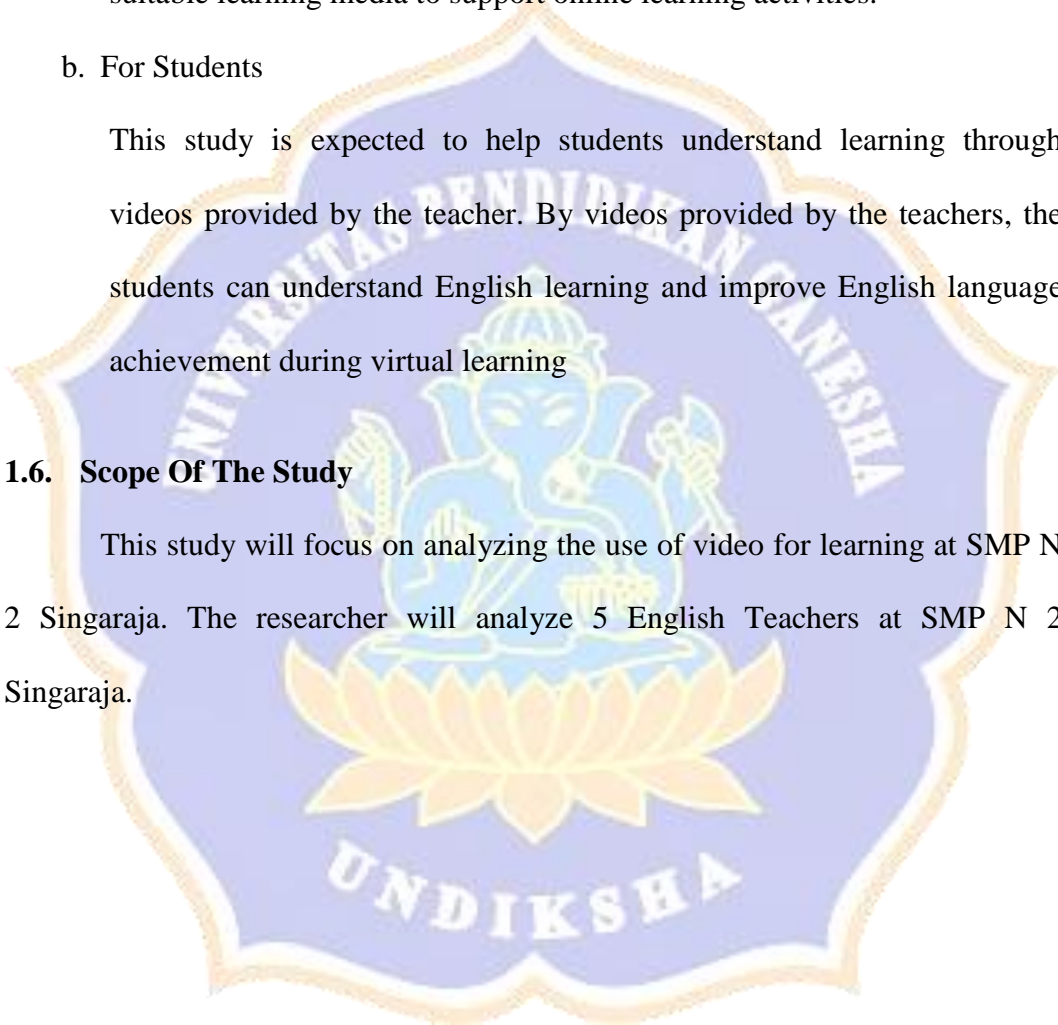 suitable learning media to support online learning activities.
b. For Students
This study is expected to help students understand learning through
videos provided by the teacher. By videos provided by the teachers, the
students can understand English learning and improve English language
achievement during virtual learning
1.6. Scope Of The Study
This study will focus on analyzing the use of video for learning at SMP N
2 Singaraja. The researcher will analyze 5 English Teachers at SMP N 2
Singaraja.
UNIVERSITAS PENDIDIKAN GANESHA
UNDIKSHA